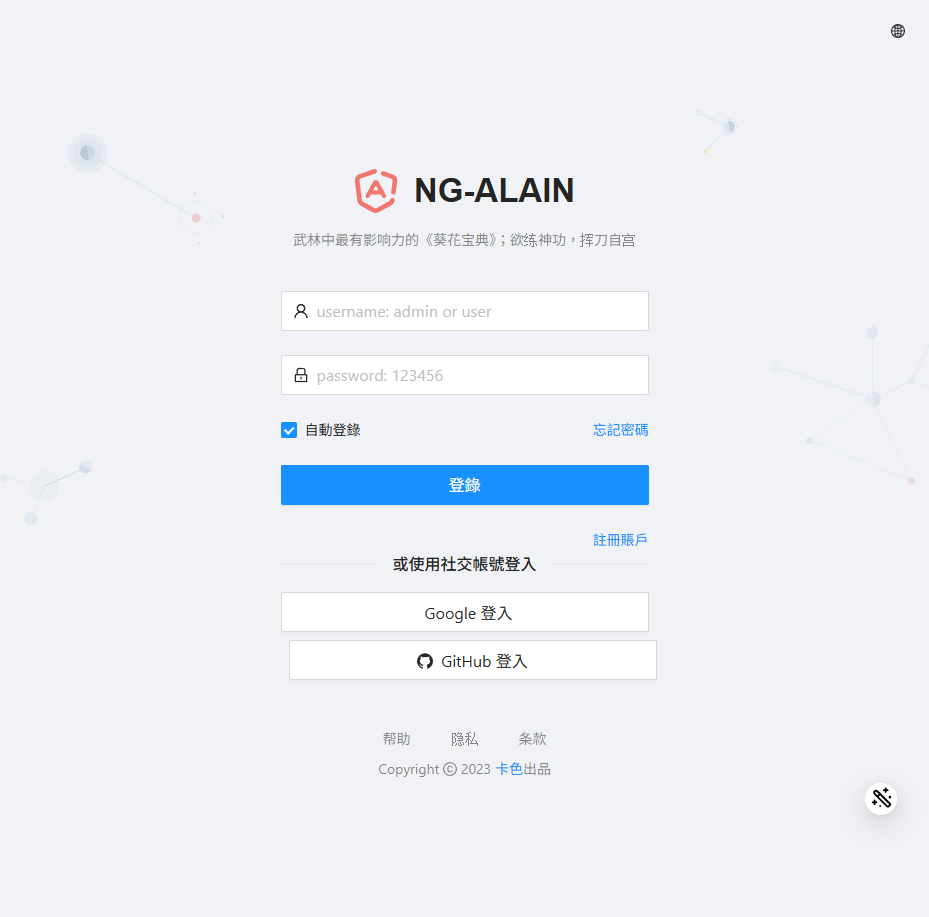 NG-ALAIN
武林中最有影响力的《葵花宝典》；欲练神功，挥刀自宫
username: admin or user
password: 123456
自動登錄 忘記密碼
登錄
註冊賬戶
或使用社交帳號登入
Google 登入
GitHub 登入
帮助 隐私 条款
Copyright © 2023 卡色出品